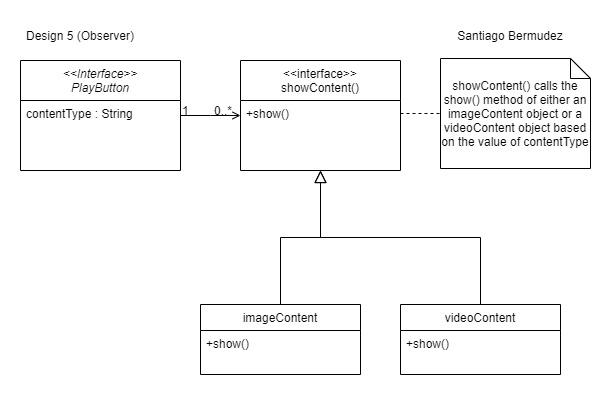 Design 5 (Observer)
Santiago Bermudez
<<Interface>>
PlayButton
contentType : String
1
0..*
<<interface>>
showContent()
+show()
showContent() calls the
show() method of either an
imageContent object or a
videoContent object based
on the value of contentType
imageContent
+show()
videoContent
+show()